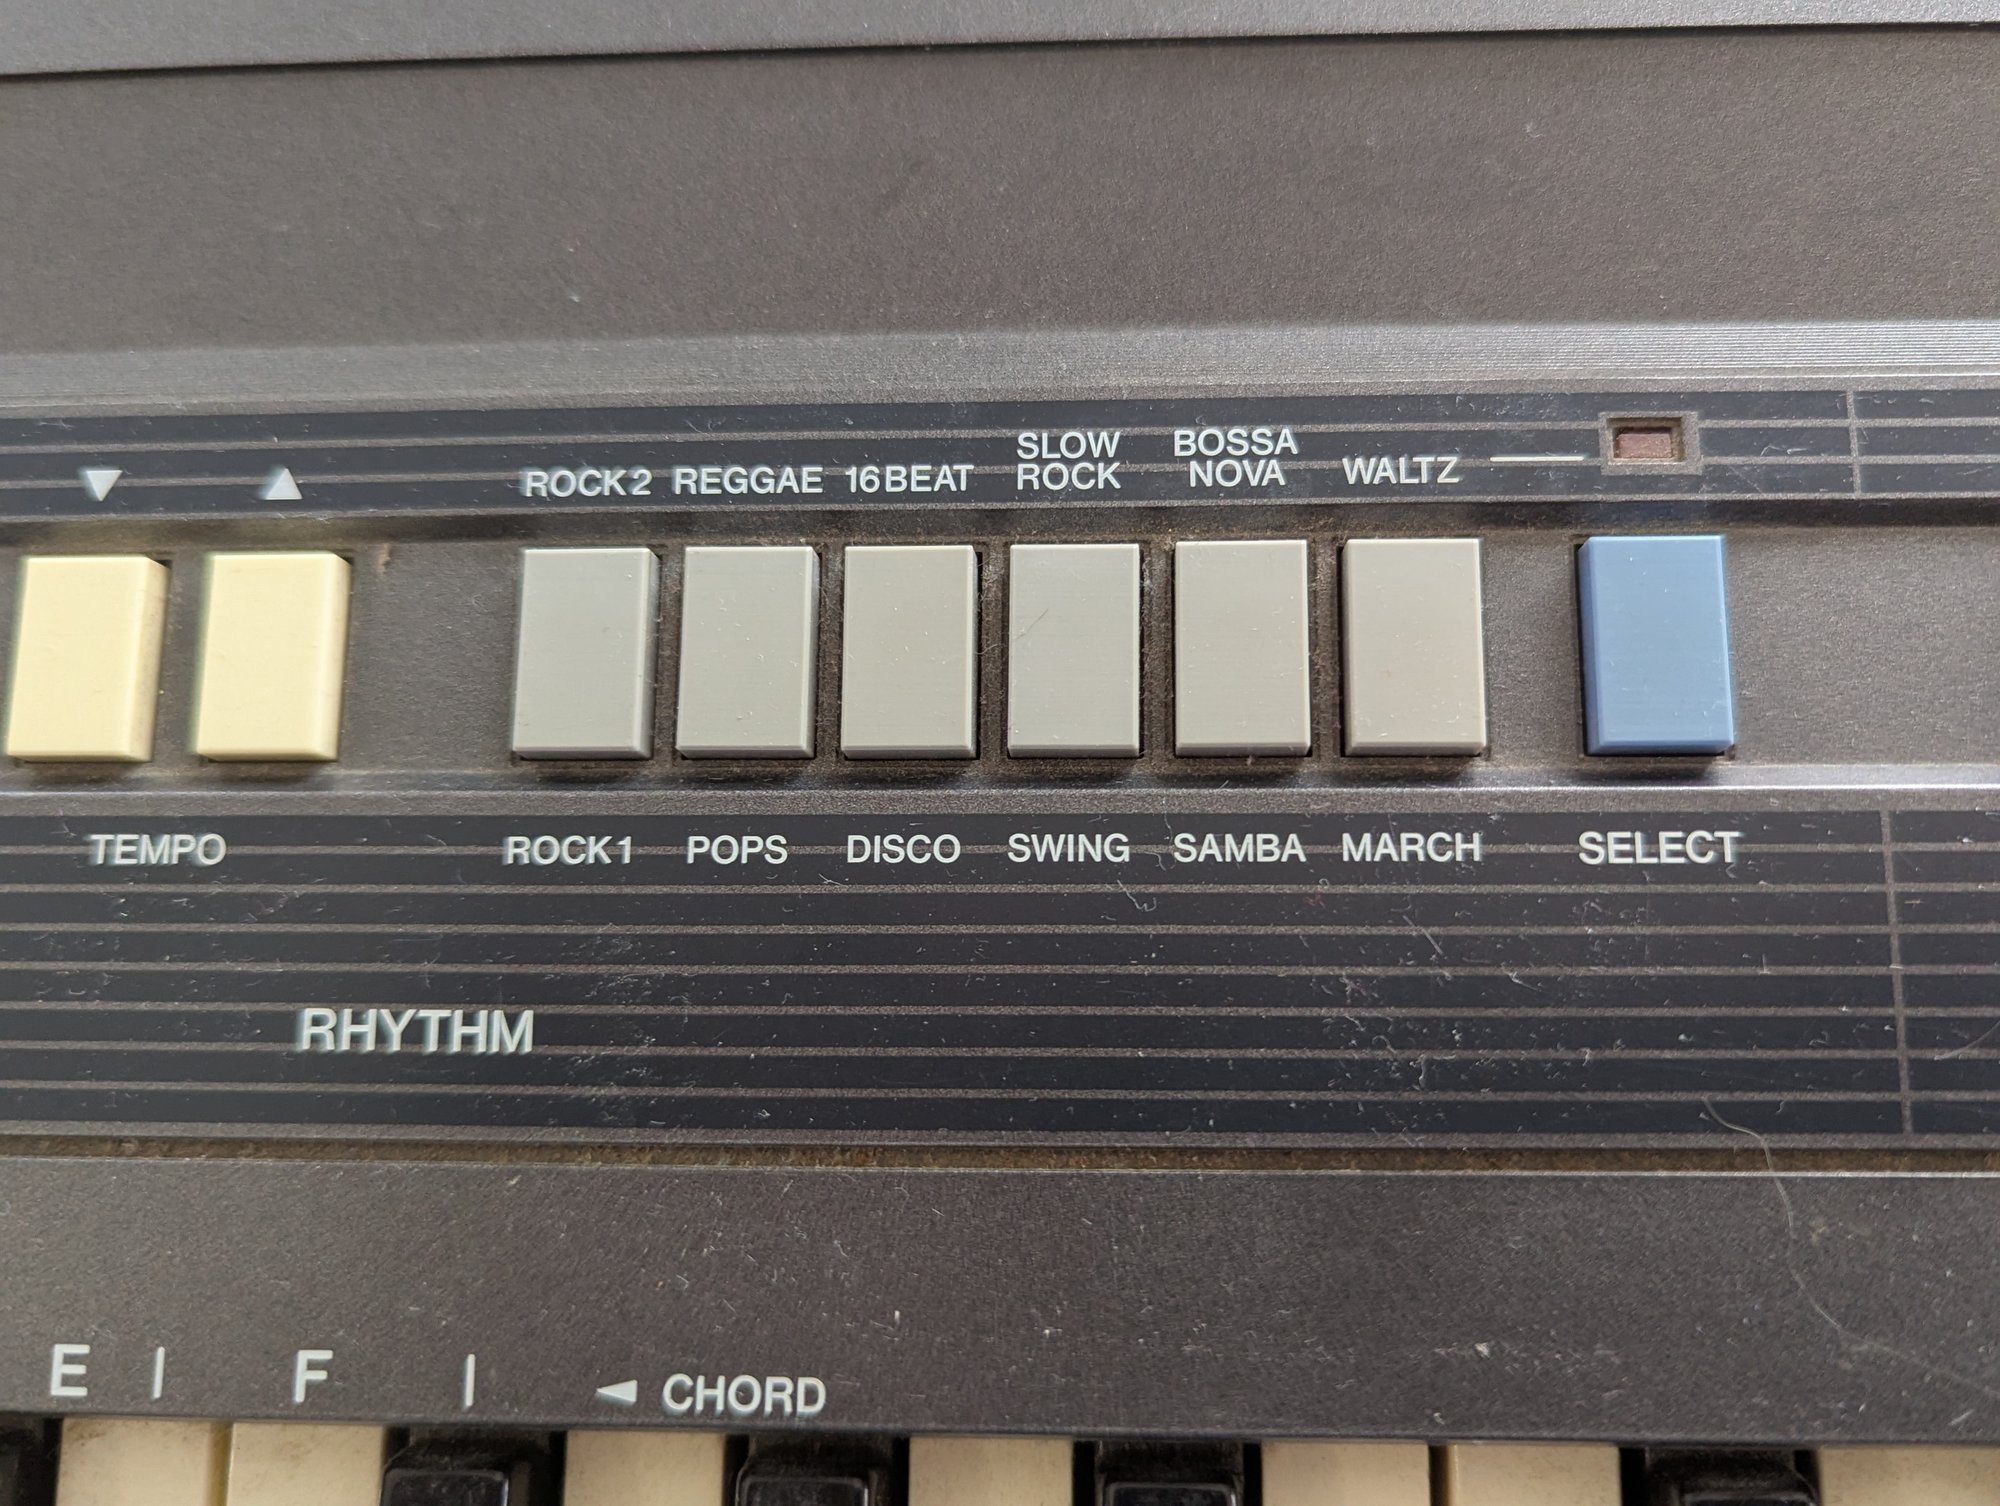 ▼ ▲ ROCK2 REGGAE 16BEAT SLOW ROCK BOSSA NOVA WALTZ
TEMPO ROCK1 POPS DISCO SWING SAMBA MARCH SELECT
RHYTHM
E | F | ◄ CHORD